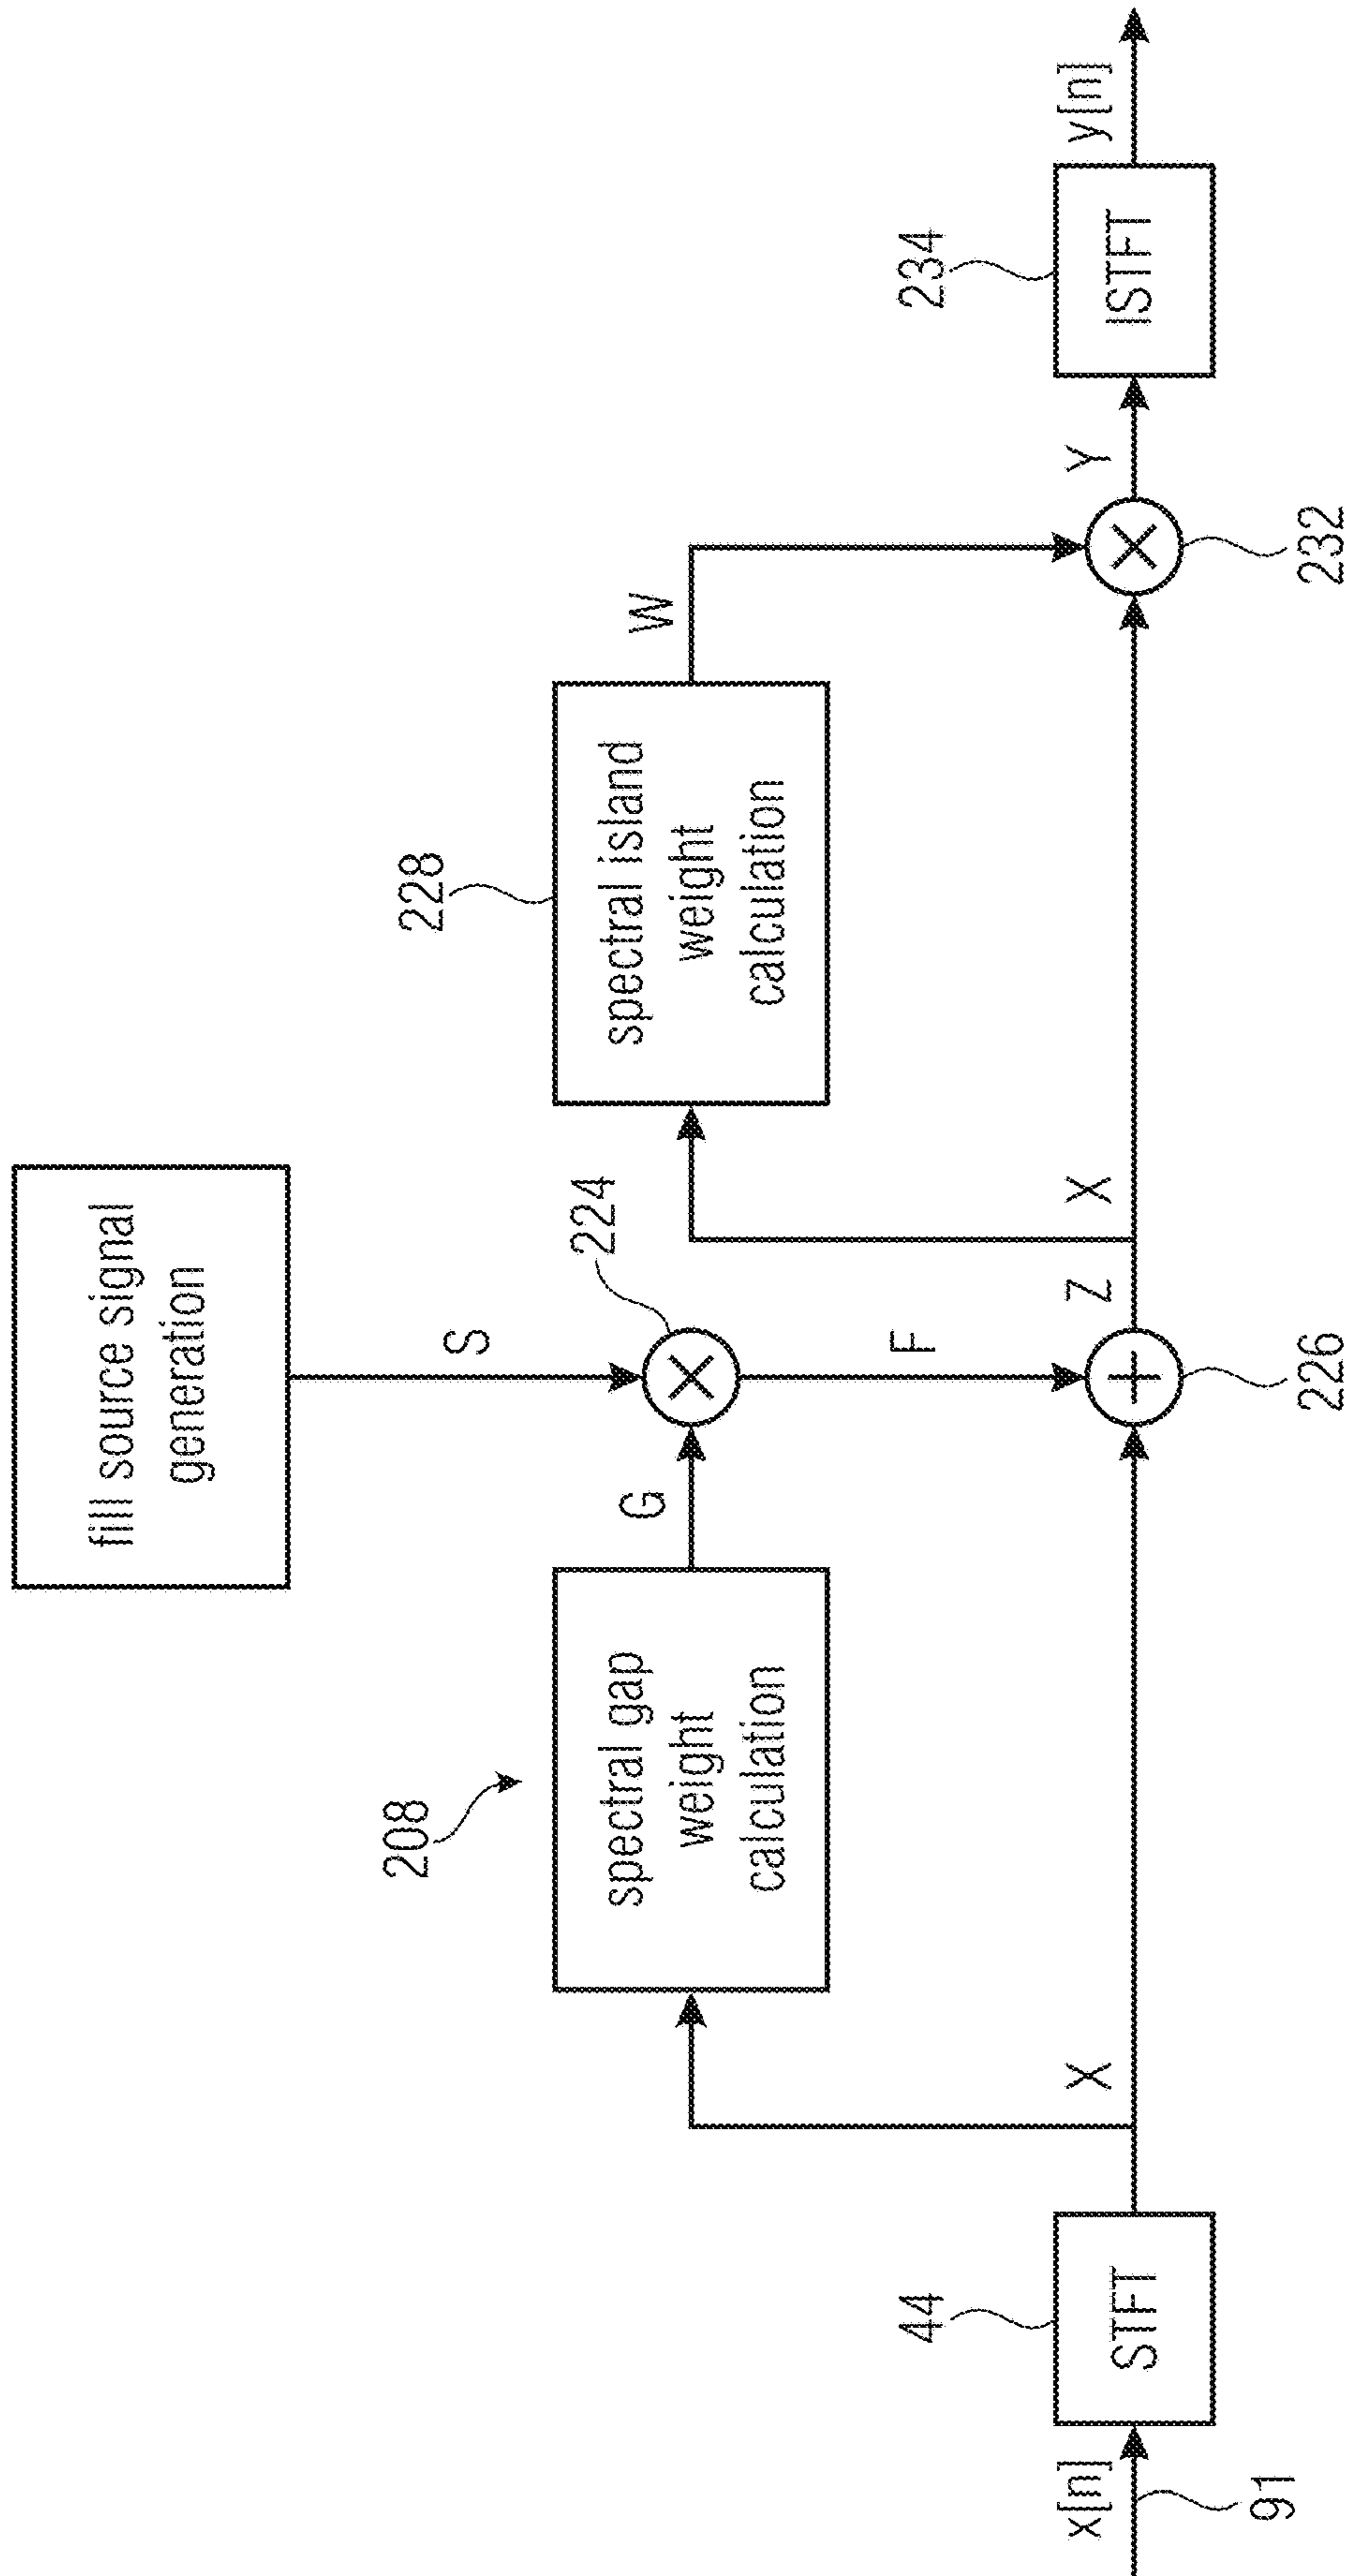 fill source signal
generation
S
224
208
spectral gap
weight
calculation
G
228
spectral island
weight
calculation
W
F
x[n]
91
44
STFT
X
226
Z
X
232
Y
234
ISTFT
y[n]